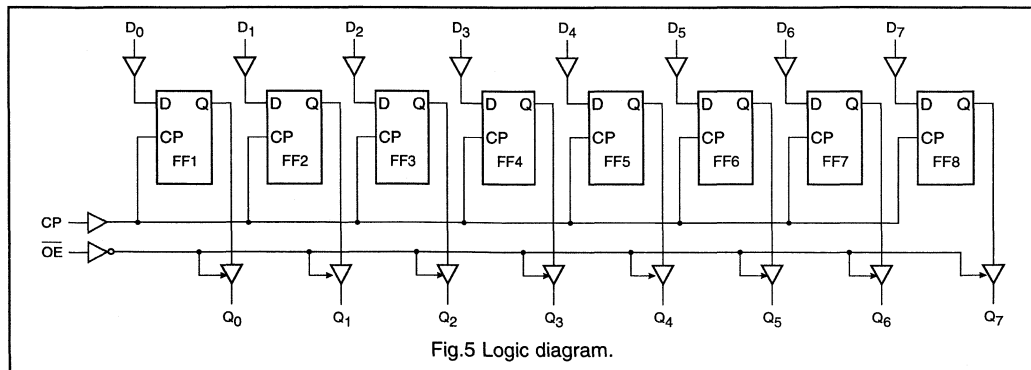 D0 D1 D2 D3 D4 D5 D6 D7
D Q D Q D Q D Q D Q D Q D Q D Q
CP CP CP CP CP CP CP CP
FF1 FF2 FF3 FF4 FF5 FF6 FF7 FF8
CP
O̅E̅
Q0 Q1 Q2 Q3 Q4 Q5 Q6 Q7
Fig.5 Logic diagram.